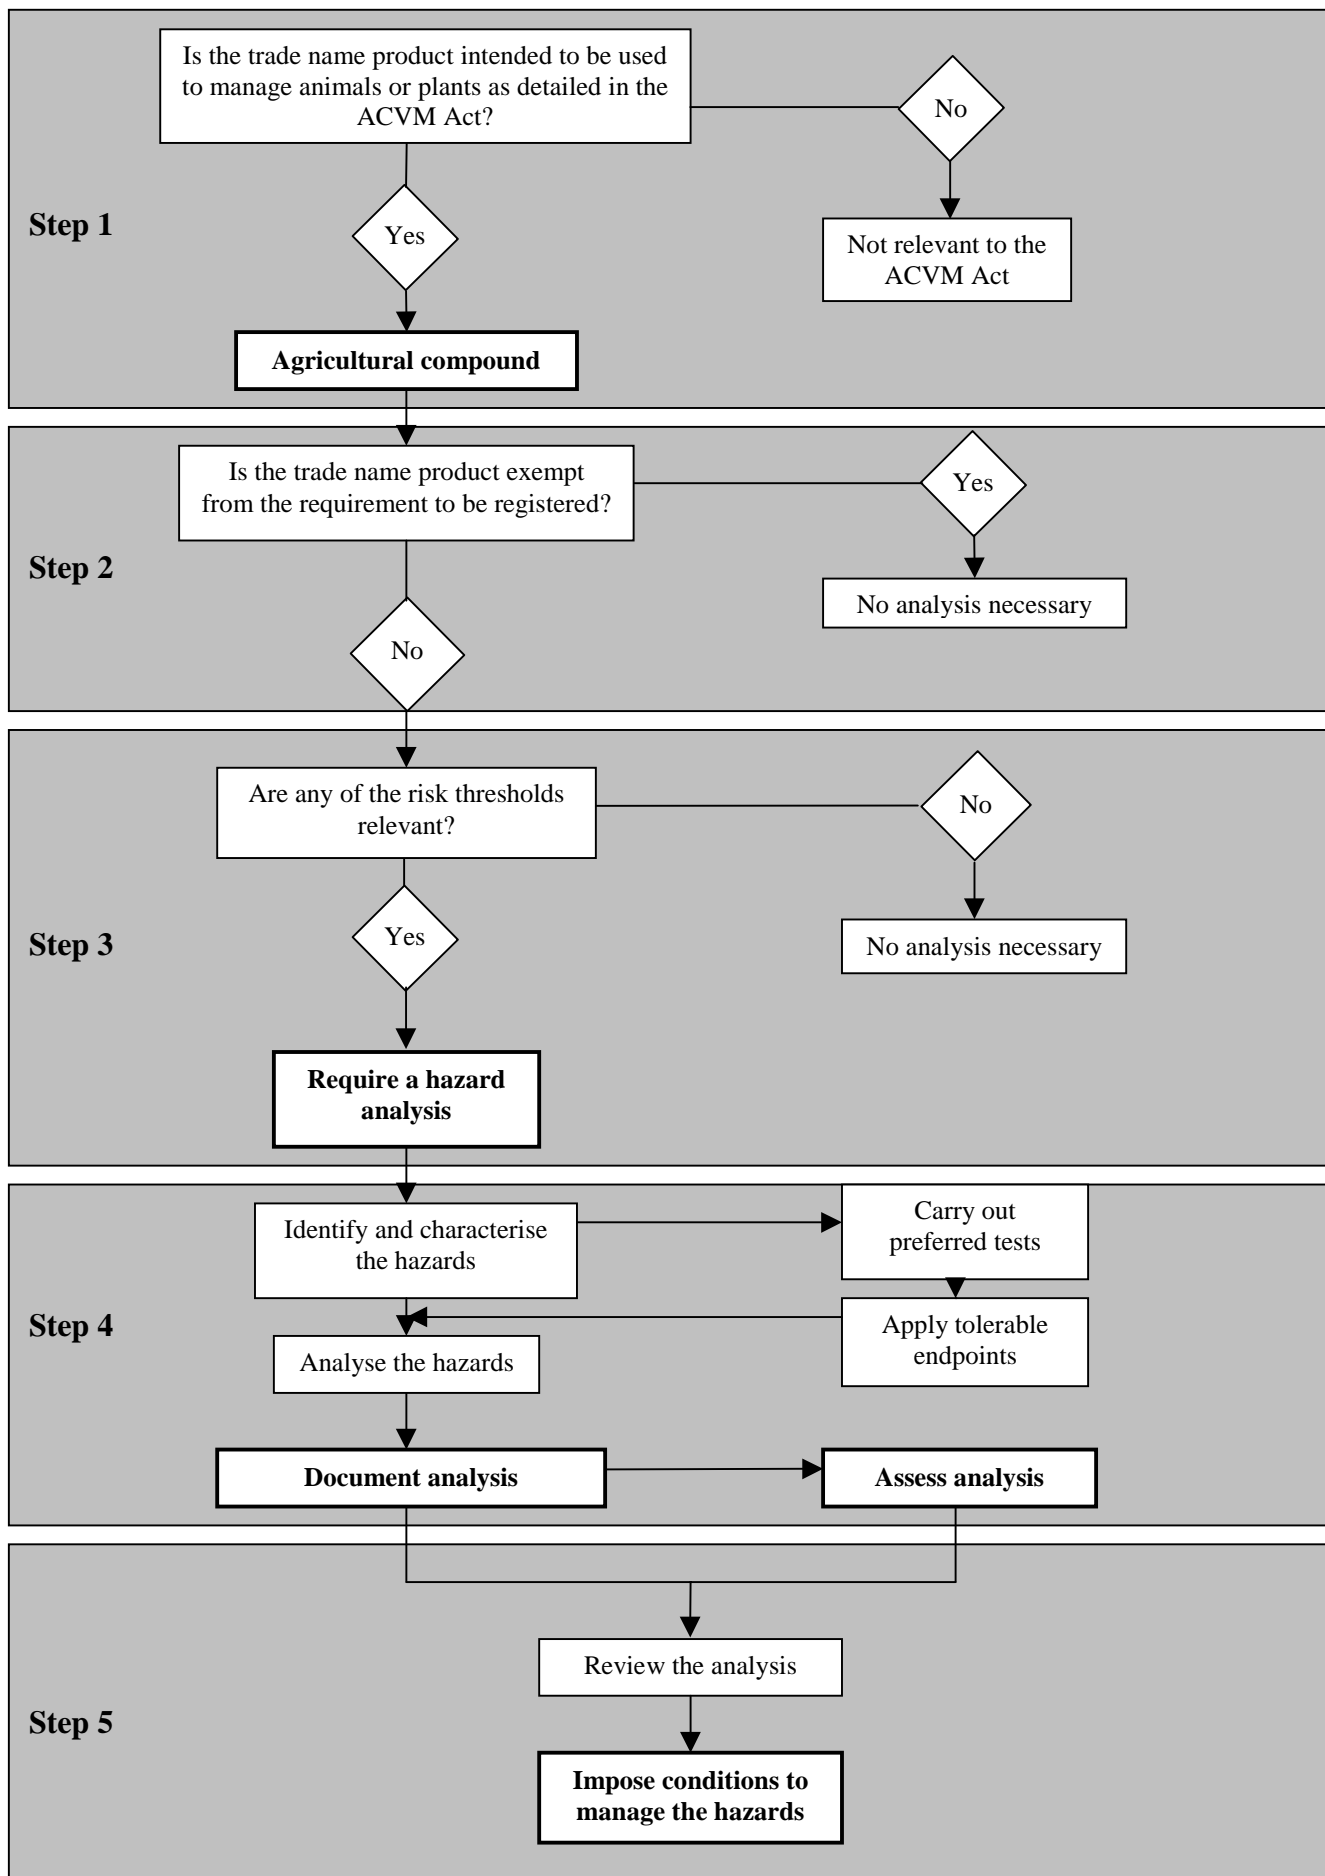 Is the trade name product intended to be used
to manage animals or plants as detailed in the
ACVM Act?
No
Step 1
Yes
Not relevant to the
ACVM Act
Agricultural compound
Is the trade name product exempt
from the requirement to be registered?
Yes
Step 2
No analysis necessary
No
Are any of the risk thresholds
relevant?
No
Step 3
Yes
No analysis necessary
Require a hazard
analysis
Identify and characterise
the hazards
Carry out
preferred tests
Step 4
Apply tolerable
endpoints
Analyse the hazards
Document analysis
Assess analysis
Review the analysis
Step 5
Impose conditions to
manage the hazards